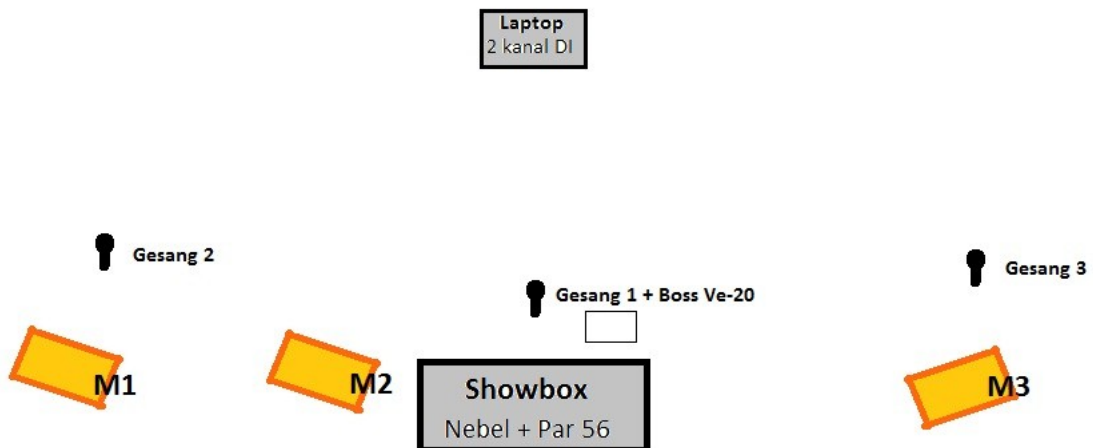 Laptop
2 kanal DI
Gesang 2
Gesang 3
Gesang 1 + Boss Ve-20
M1
M2
Showbox
Nebel + Par 56
M3